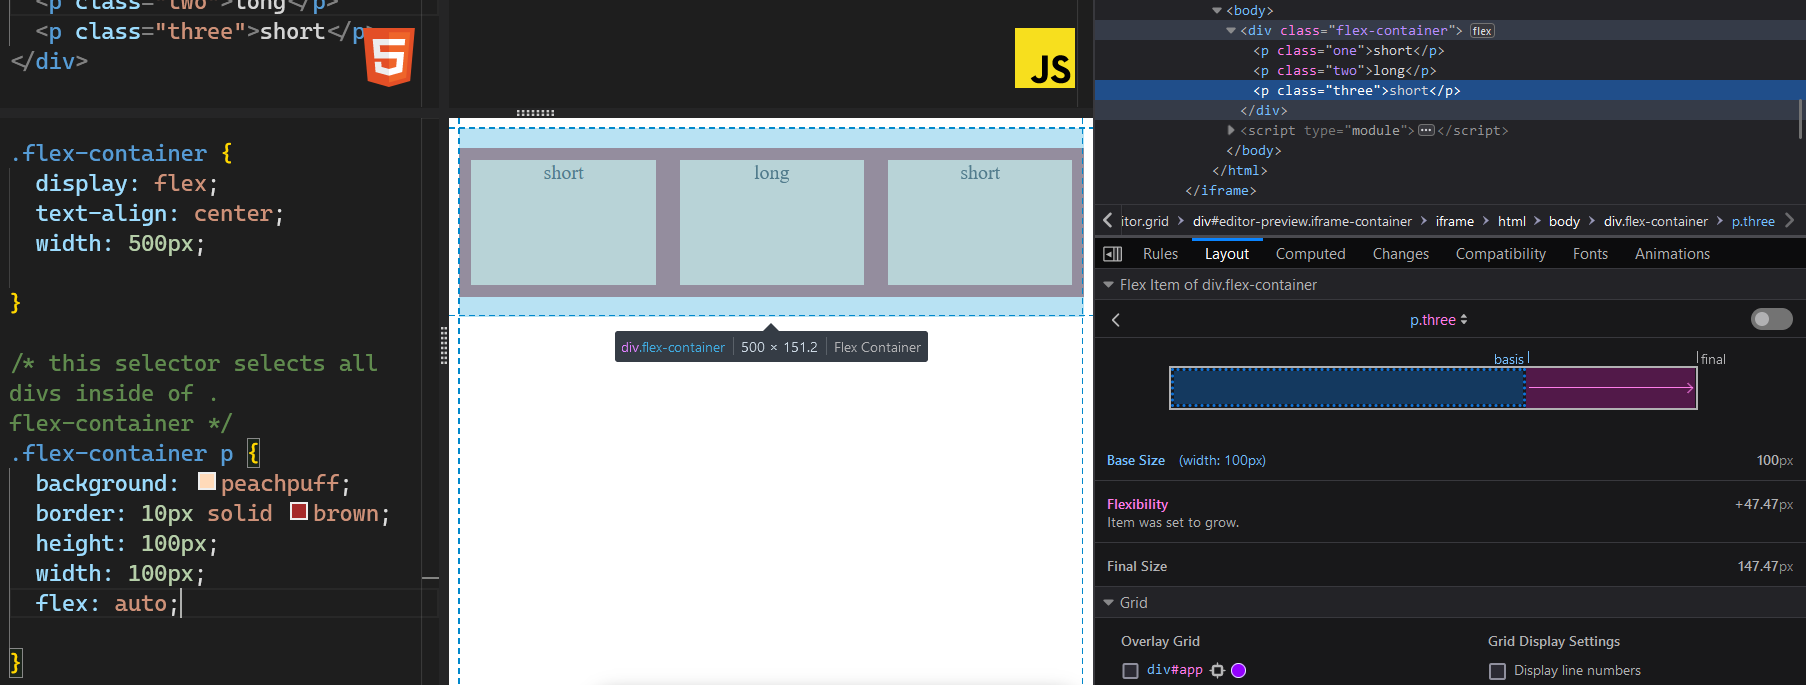 <p class="two">long</p>
<p class="three">short</p>
</div>
.flex-container {
display: flex;
text-align: center;
width: 500px;
}
/* this selector selects all
divs inside of .
flex-container */
.flex-container p {
background: peachpuff;
border: 10px solid brown;
height: 100px;
width: 100px;
flex: auto;
}
5
JS
short
long
short
div.flex-container
500 × 151.2
Flex Container
<body>
<div class="flex-container">
flex
<p class="one">short</p>
<p class="two">long</p>
<p class="three">short</p>
</div>
<script type="module"> ••• </script>
</body>
</html>
</iframe>
itor.grid > div#editor-preview.iframe-container > iframe > html > body > div.flex-container > p.three
Rules
Layout
Computed
Changes
Compatibility
Fonts
Animations
Flex Item of div.flex-container
p.three
basis
final
Base Size (width: 100px)
100px
Flexibility
+47.47px
Item was set to grow.
Final Size
147.47px
Grid
Overlay Grid
Grid Display Settings
div#app
Display line numbers